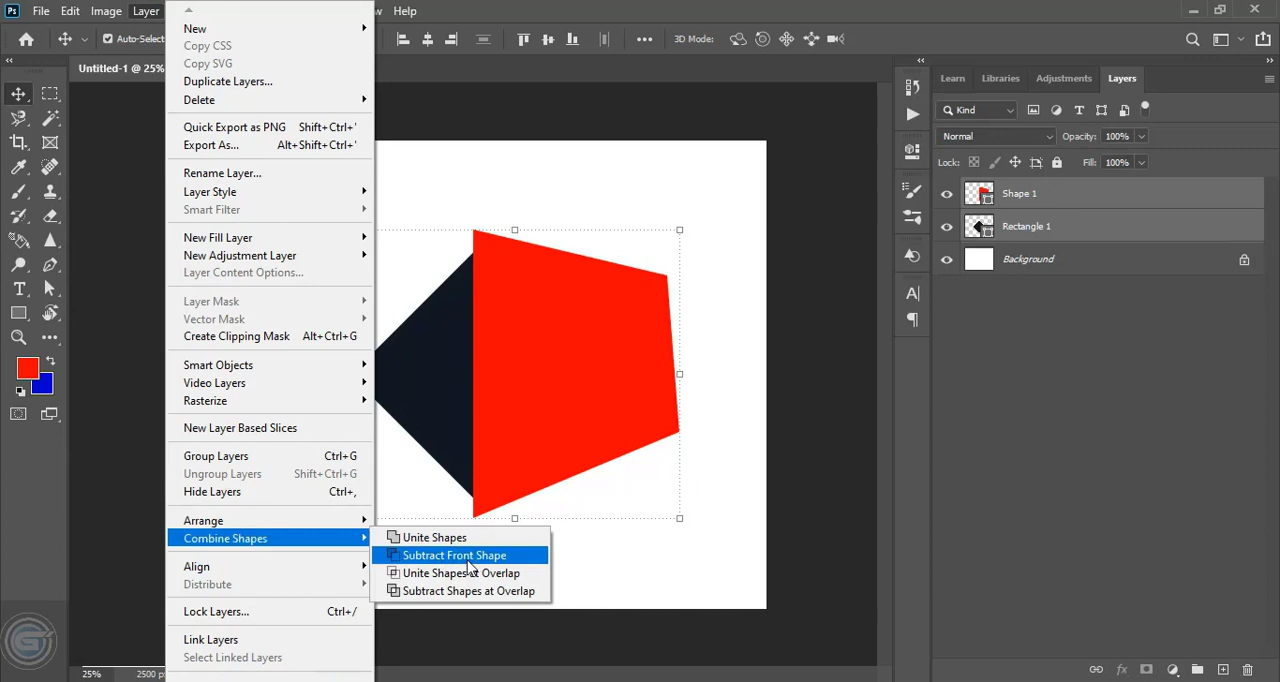 Ps File Edit Image Layer Help
Auto-Select
3D Mode:
Untitled-1 @ 25%
New
Copy CSS
Copy SVG
Duplicate Layers...
Delete
Quick Export as PNG Shift+Ctrl+'
Export As... Alt+Shift+Ctrl+'
Rename Layer...
Layer Style
Smart Filter
New Fill Layer
New Adjustment Layer
Layer Content Options...
Layer Mask
Vector Mask
Create Clipping Mask Alt+Ctrl+G
Smart Objects
Video Layers
Rasterize
New Layer Based Slices
Group Layers Ctrl+G
Ungroup Layers Shift+Ctrl+G
Hide Layers Ctrl+,
Arrange
Combine Shapes
Align
Distribute
Lock Layers... Ctrl+/
Link Layers
Select Linked Layers
Unite Shapes
Subtract Front Shape
Unite Shapes at Overlap
Subtract Shapes at Overlap
25% 2500 px
Learn Libraries Adjustments Layers
Kind
Normal Opacity: 100%
Lock: Fill: 100%
Shape 1
Rectangle 1
Background
fx